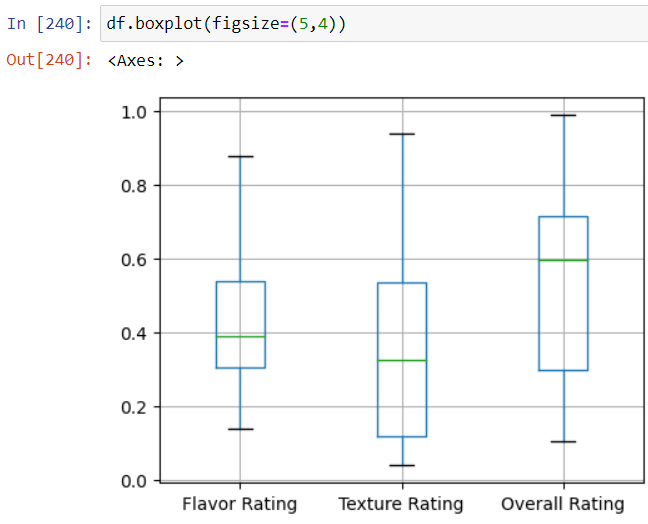 In [240]: df.boxplot(figsize=(5,4))
Out[240]: <Axes: >
1.0
0.8
0.6
0.4
0.2
0.0
Flavor Rating Texture Rating Overall Rating